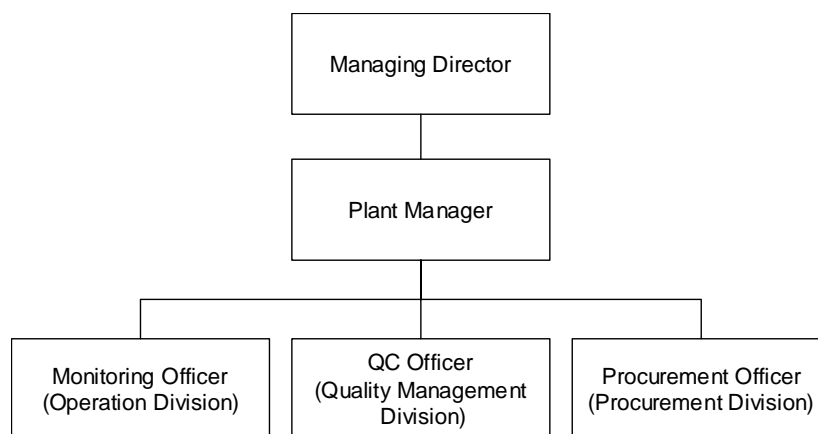 Managing Director
Plant Manager
Monitoring Officer
(Operation Division)
QC Officer
(Quality Management
Division)
Procurement Officer
(Procurement Division)